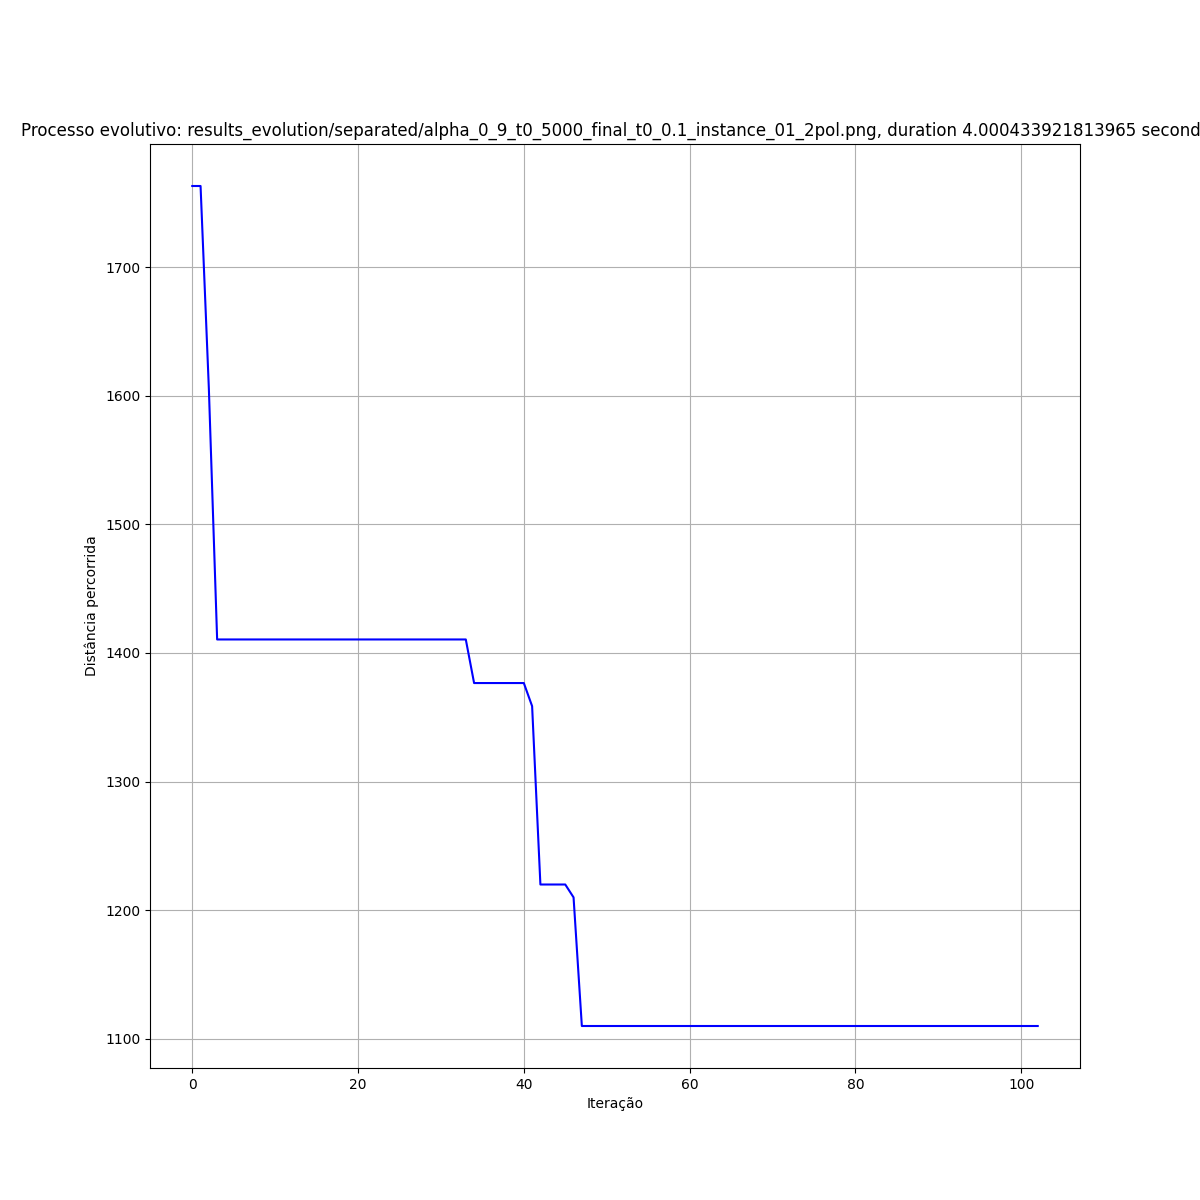 Processo evolutivo: results_evolution/separated/alpha_0_9_t0_5000_final_t0_0.1_instance_01_2pol.png, duration 4.000433921813965 second
1700
1600
1500
1400
1300
1200
1100
Distância percorrida
0 20 40 60 80 100
Iteração